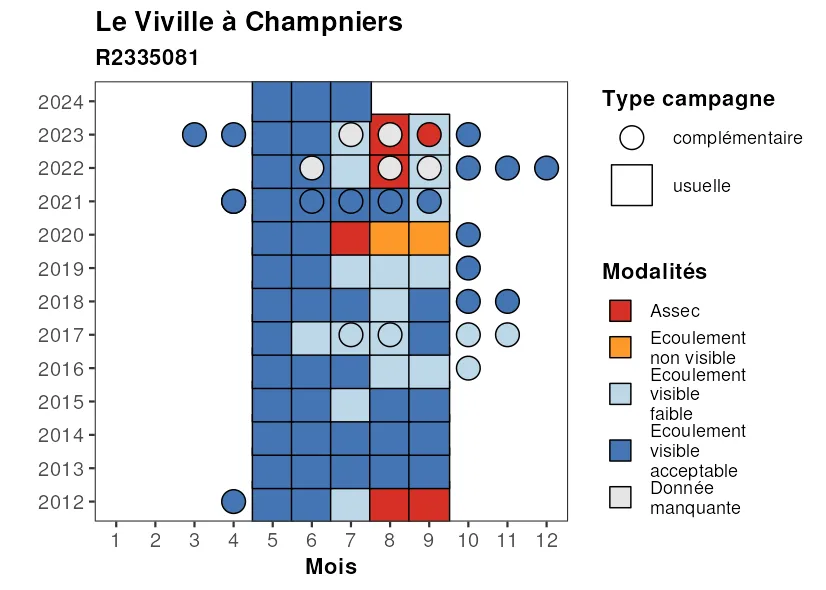 Le Viville à Champniers
R2335081
2024
2023
2022
2021
2020
2019
2018
2017
2016
2015
2014
2013
2012
1 2 3 4 5 6 7 8 9 10 11 12
Mois
Type campagne
complémentaire
usuelle
Modalités
Assec
Ecoulement
non visible
Ecoulement
visible
faible
Ecoulement
visible
acceptable
Donnée
manquante